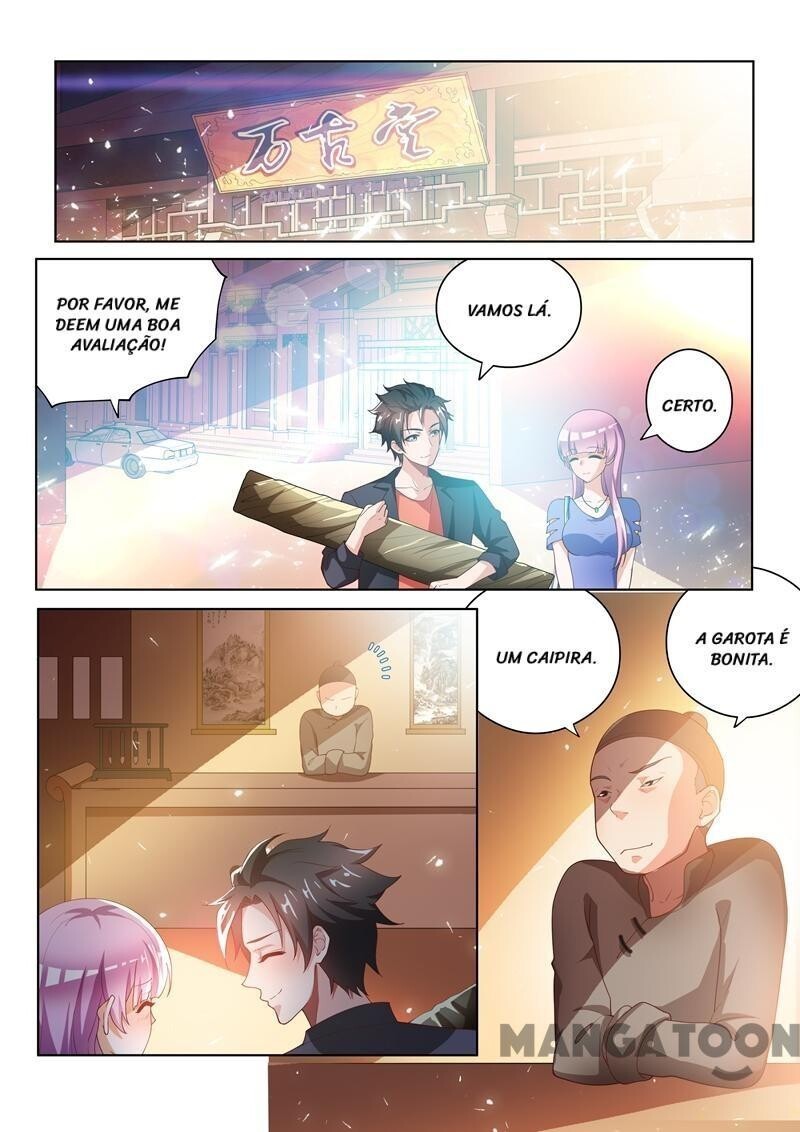 万古堂
POR FAVOR, ME
DEEM UMA BOA
AVALIAÇÃO!
VAMOS LÁ.
CERTO.
UM CAIPIRA.
A GAROTA É
BONITA.
MANGATOON